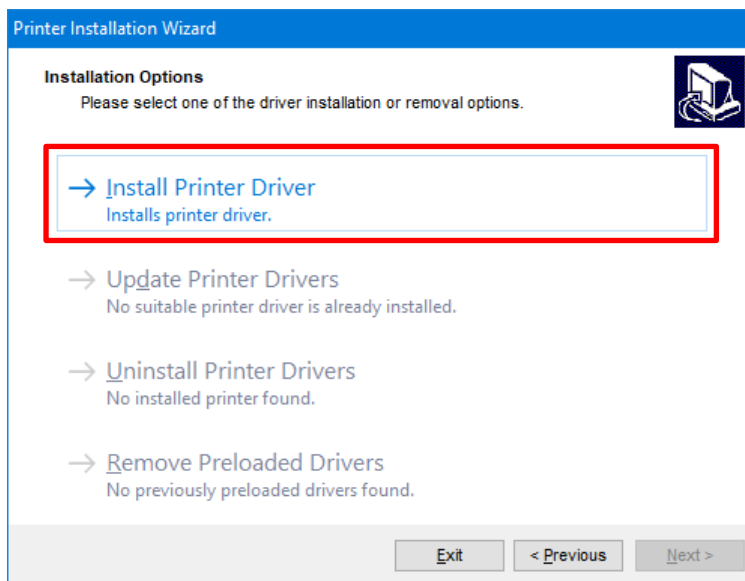 Printer Installation Wizard
Installation Options
Please select one of the driver installation or removal options.
Install Printer Driver
Installs printer driver.
Update Printer Drivers
No suitable printer driver is already installed.
Uninstall Printer Drivers
No installed printer found.
Remove Preloaded Drivers
No previously preloaded drivers found.
Exit
< Previous
Next >